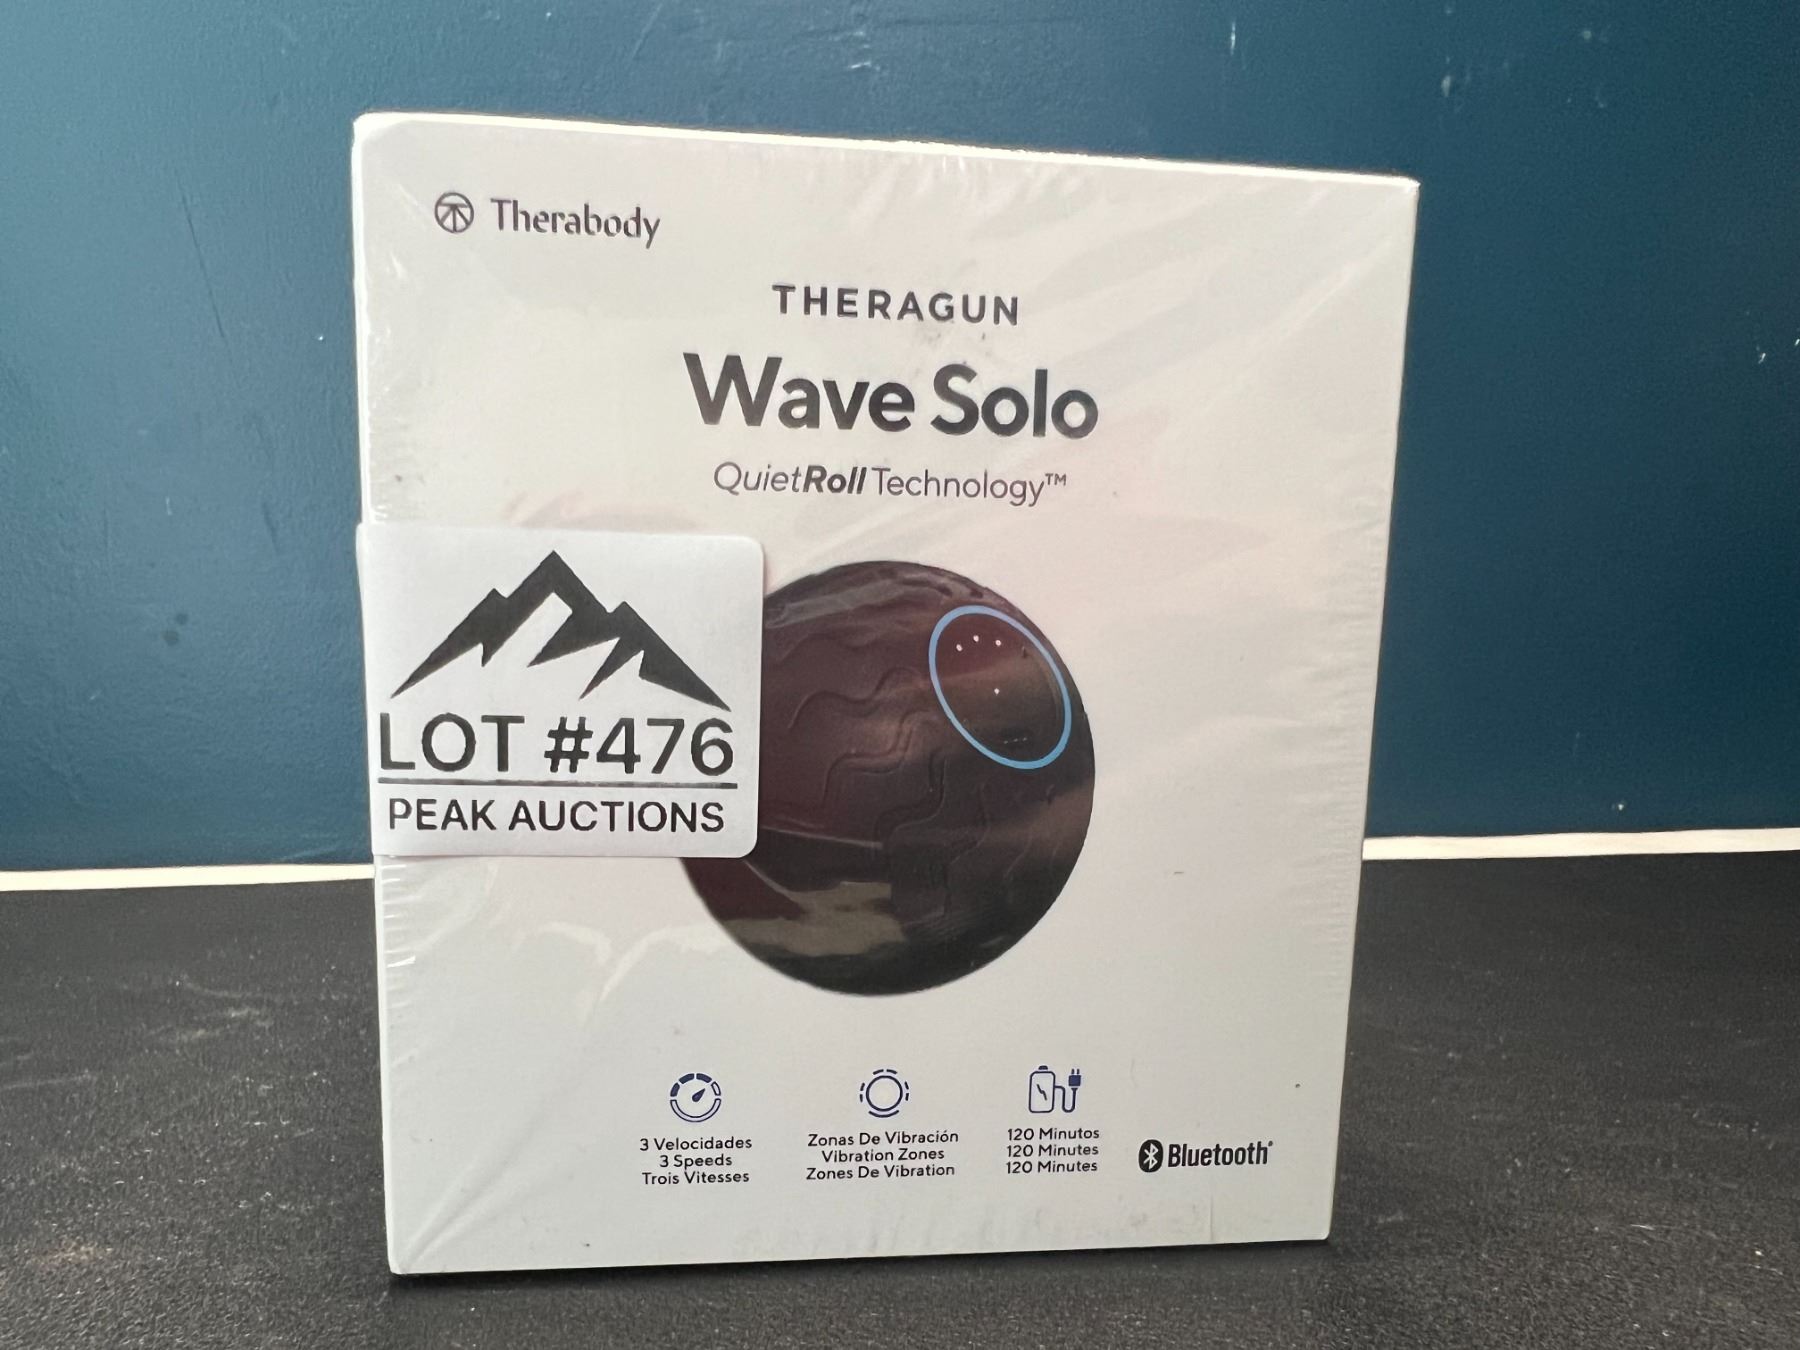 Therabody
THERAGUN
Wave Solo
QuietRoll Technology™
LOT #476
PEAK AUCTIONS
3 Velocidades
3 Speeds
Trois Vitesses
Zonas De Vibración
Vibration Zones
Zones De Vibration
120 Minutos
120 Minutes
120 Minutes
Bluetooth®